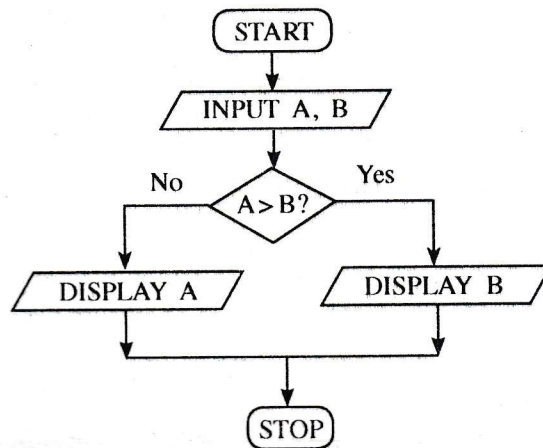 START
INPUT A, B
No
Yes
A > B?
DISPLAY A
DISPLAY B
STOP